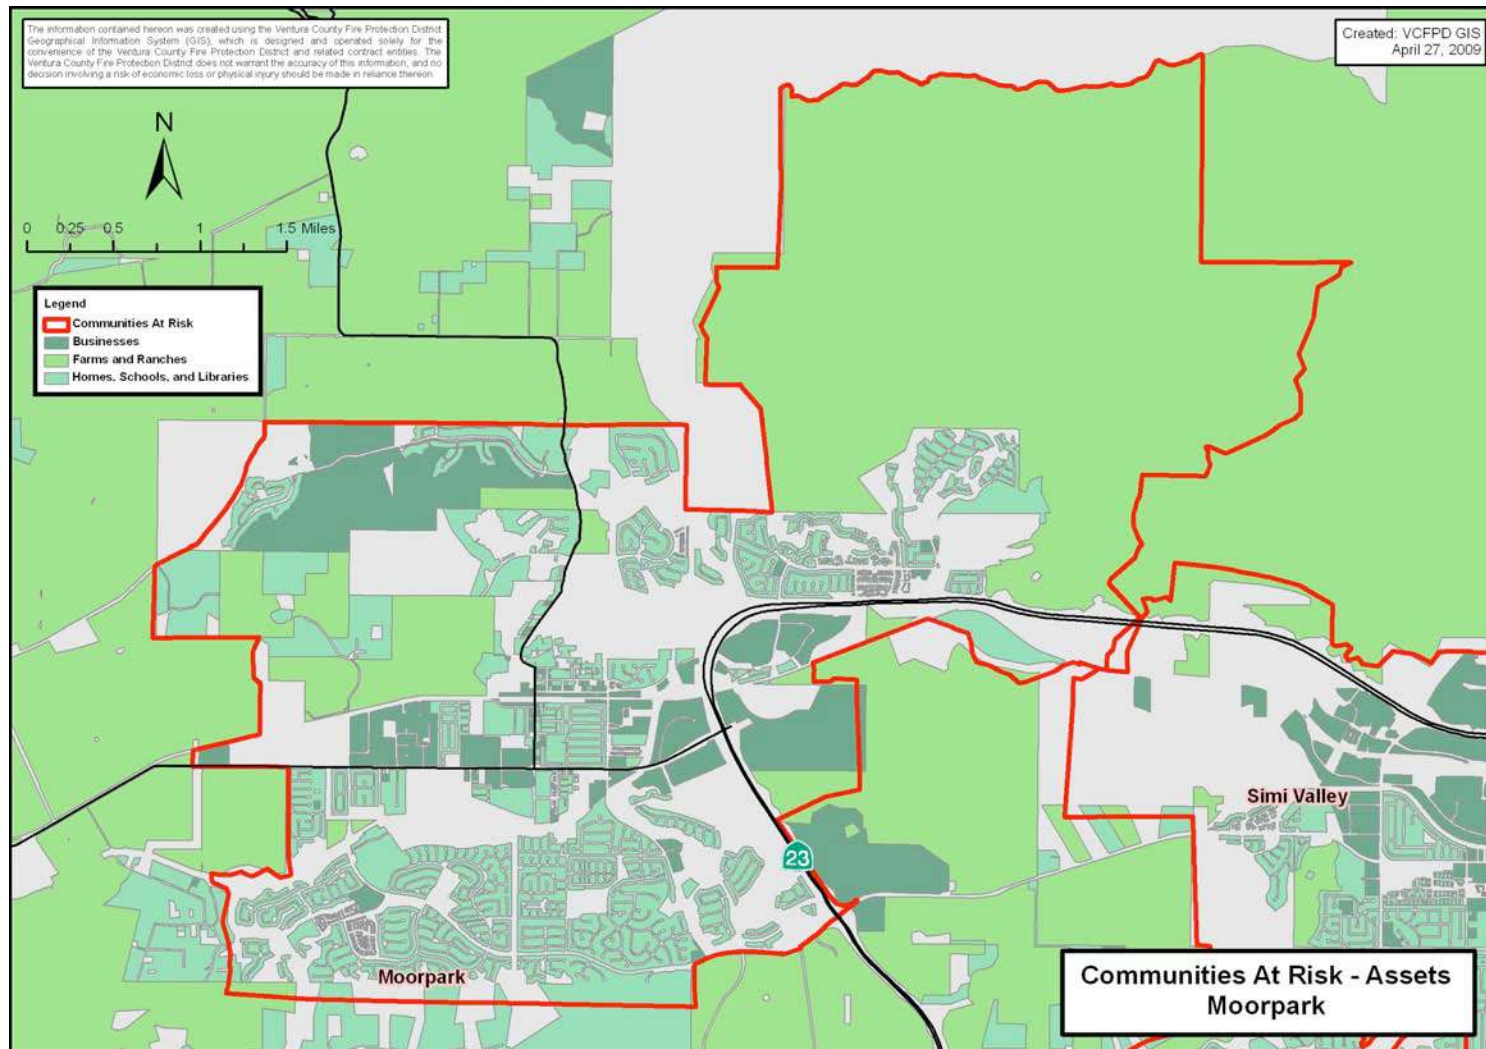 The information contained hereon was created using the Ventura County Fire Protection District
Geographical Information System (GIS), which is designed and operated solely for the
convenience of the Ventura County Fire Protection District and related contract entities. The
Ventura County Fire Protection District does not warrant the accuracy of this information, and no
decision involving a risk of economic loss or physical injury should be made in reliance thereon
Created: VCFPD GIS
April 27, 2009
N
0 0.25 0.5 1 1.5 Miles
Legend
Communities At Risk
Businesses
Farms and Ranches
Homes, Schools, and Libraries
Simi Valley
23
Moorpark
Communities At Risk - Assets
Moorpark